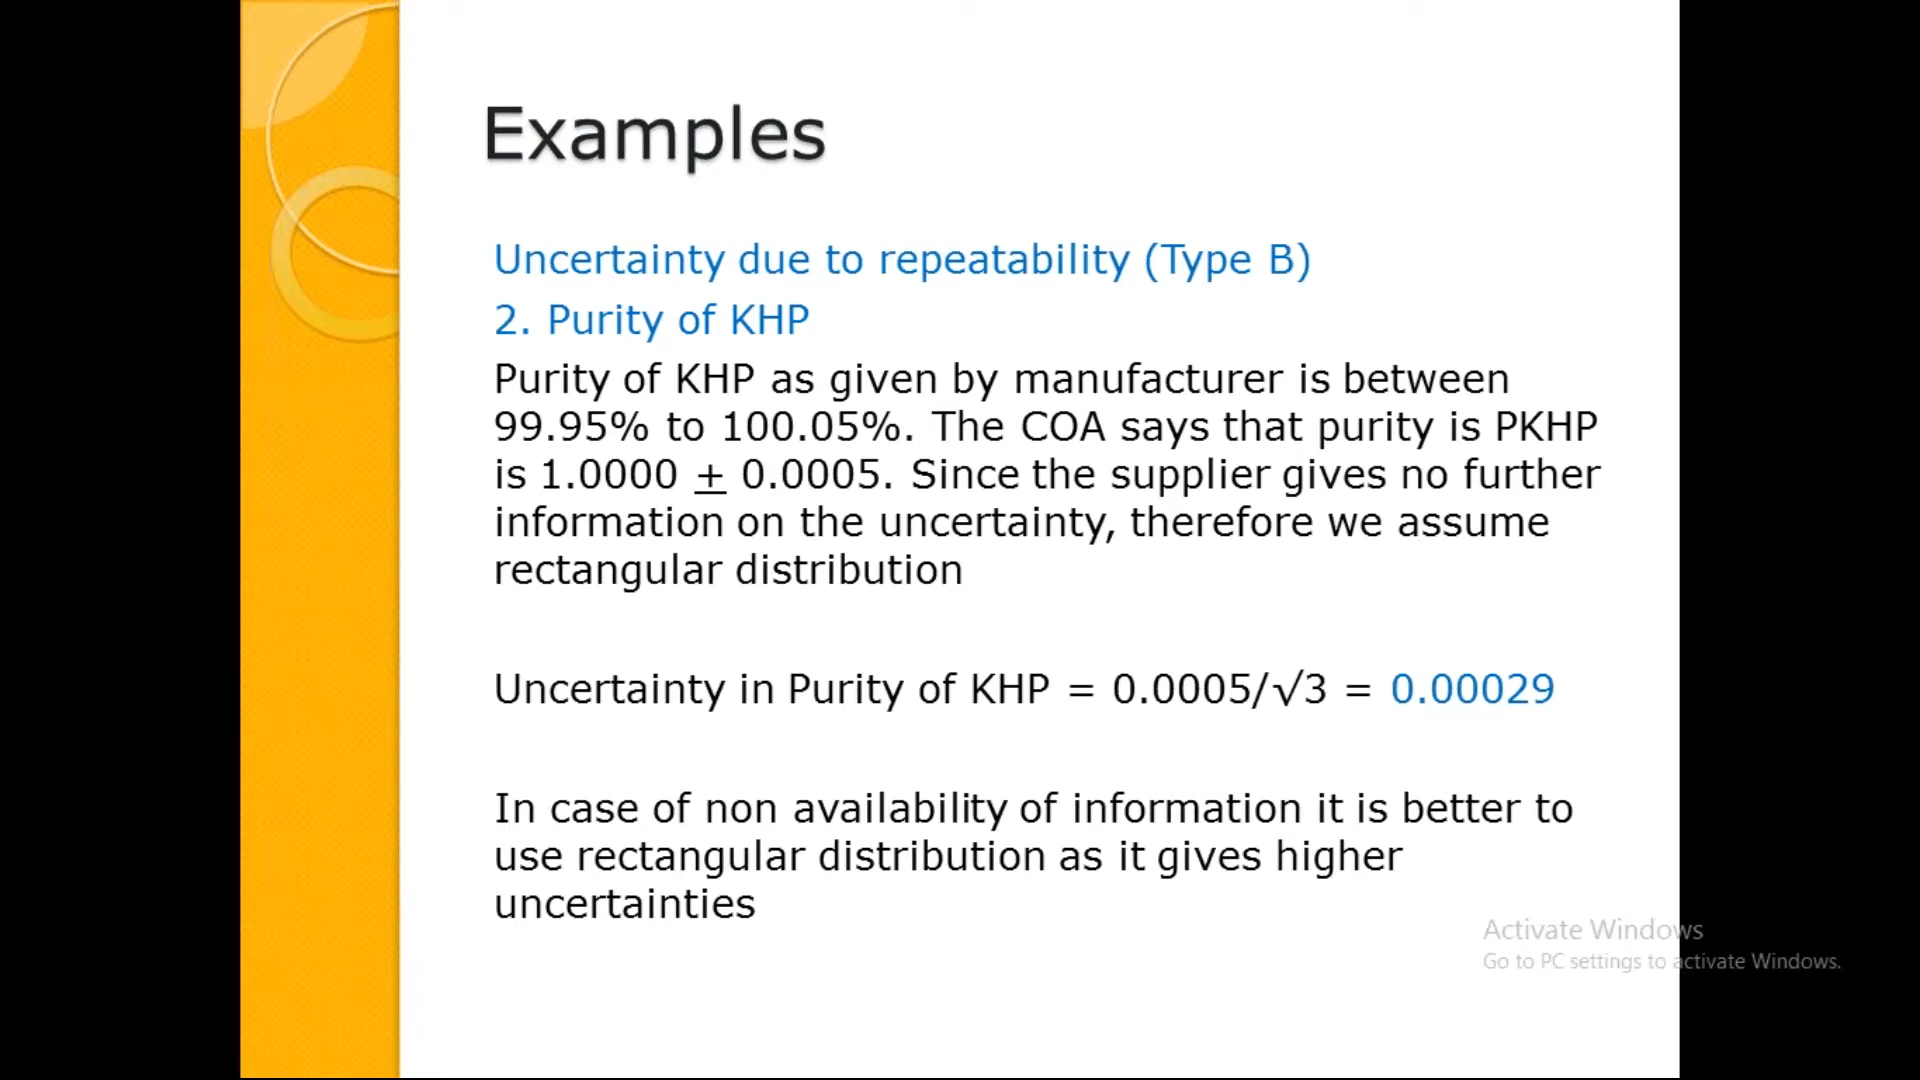 Examples
Uncertainty due to repeatability (Type B)
2. Purity of KHP
Purity of KHP as given by manufacturer is between
99.95% to 100.05%. The COA says that purity is PKHP
is 1.0000 ± 0.0005. Since the supplier gives no further
information on the uncertainty, therefore we assume
rectangular distribution
Uncertainty in Purity of KHP = 0.0005/√3 = 0.00029
In case of non availability of information it is better to
use rectangular distribution as it gives higher
uncertainties
Activate Windows
Go to PC settings to activate Windows.